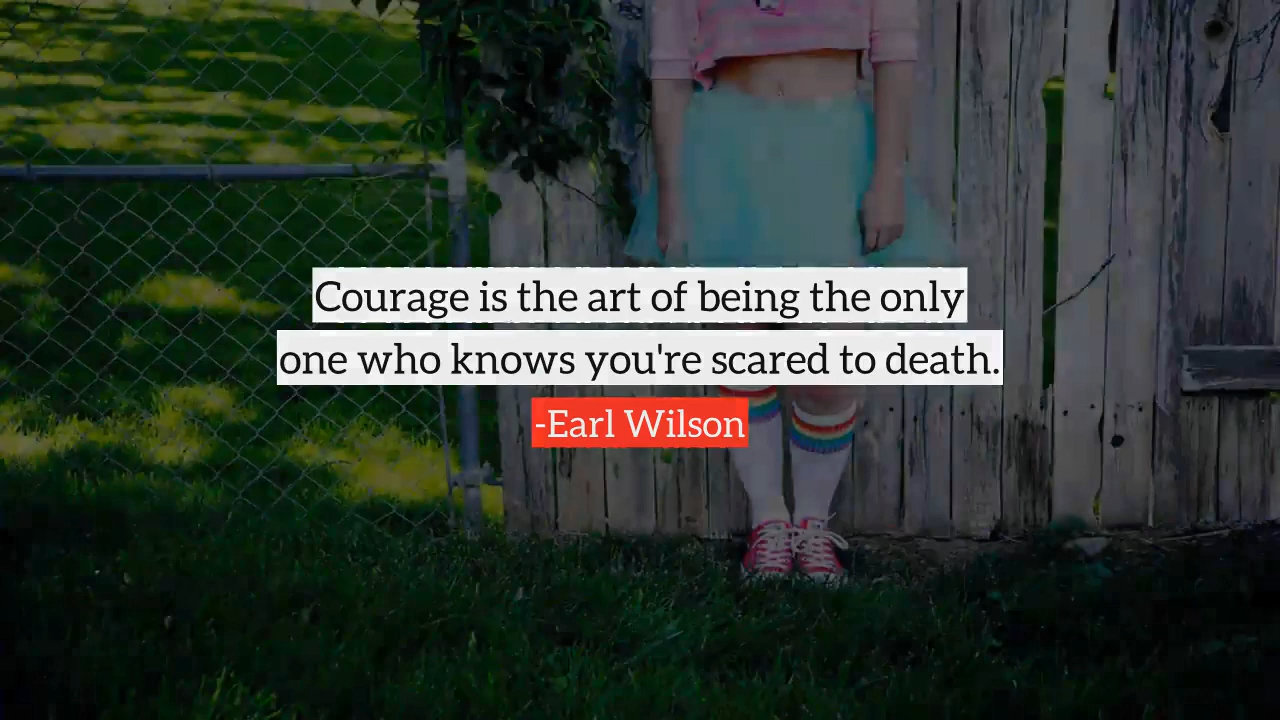 Courage is the art of being the only
one who knows you're scared to death.
-Earl Wilson